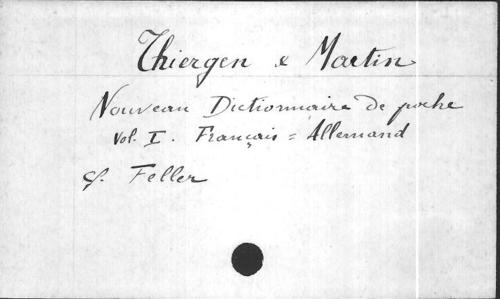 Thiergen & Martin
Nouveau Dictionnaire de poche
Vol. I. Français = Allemand
cf. Feller